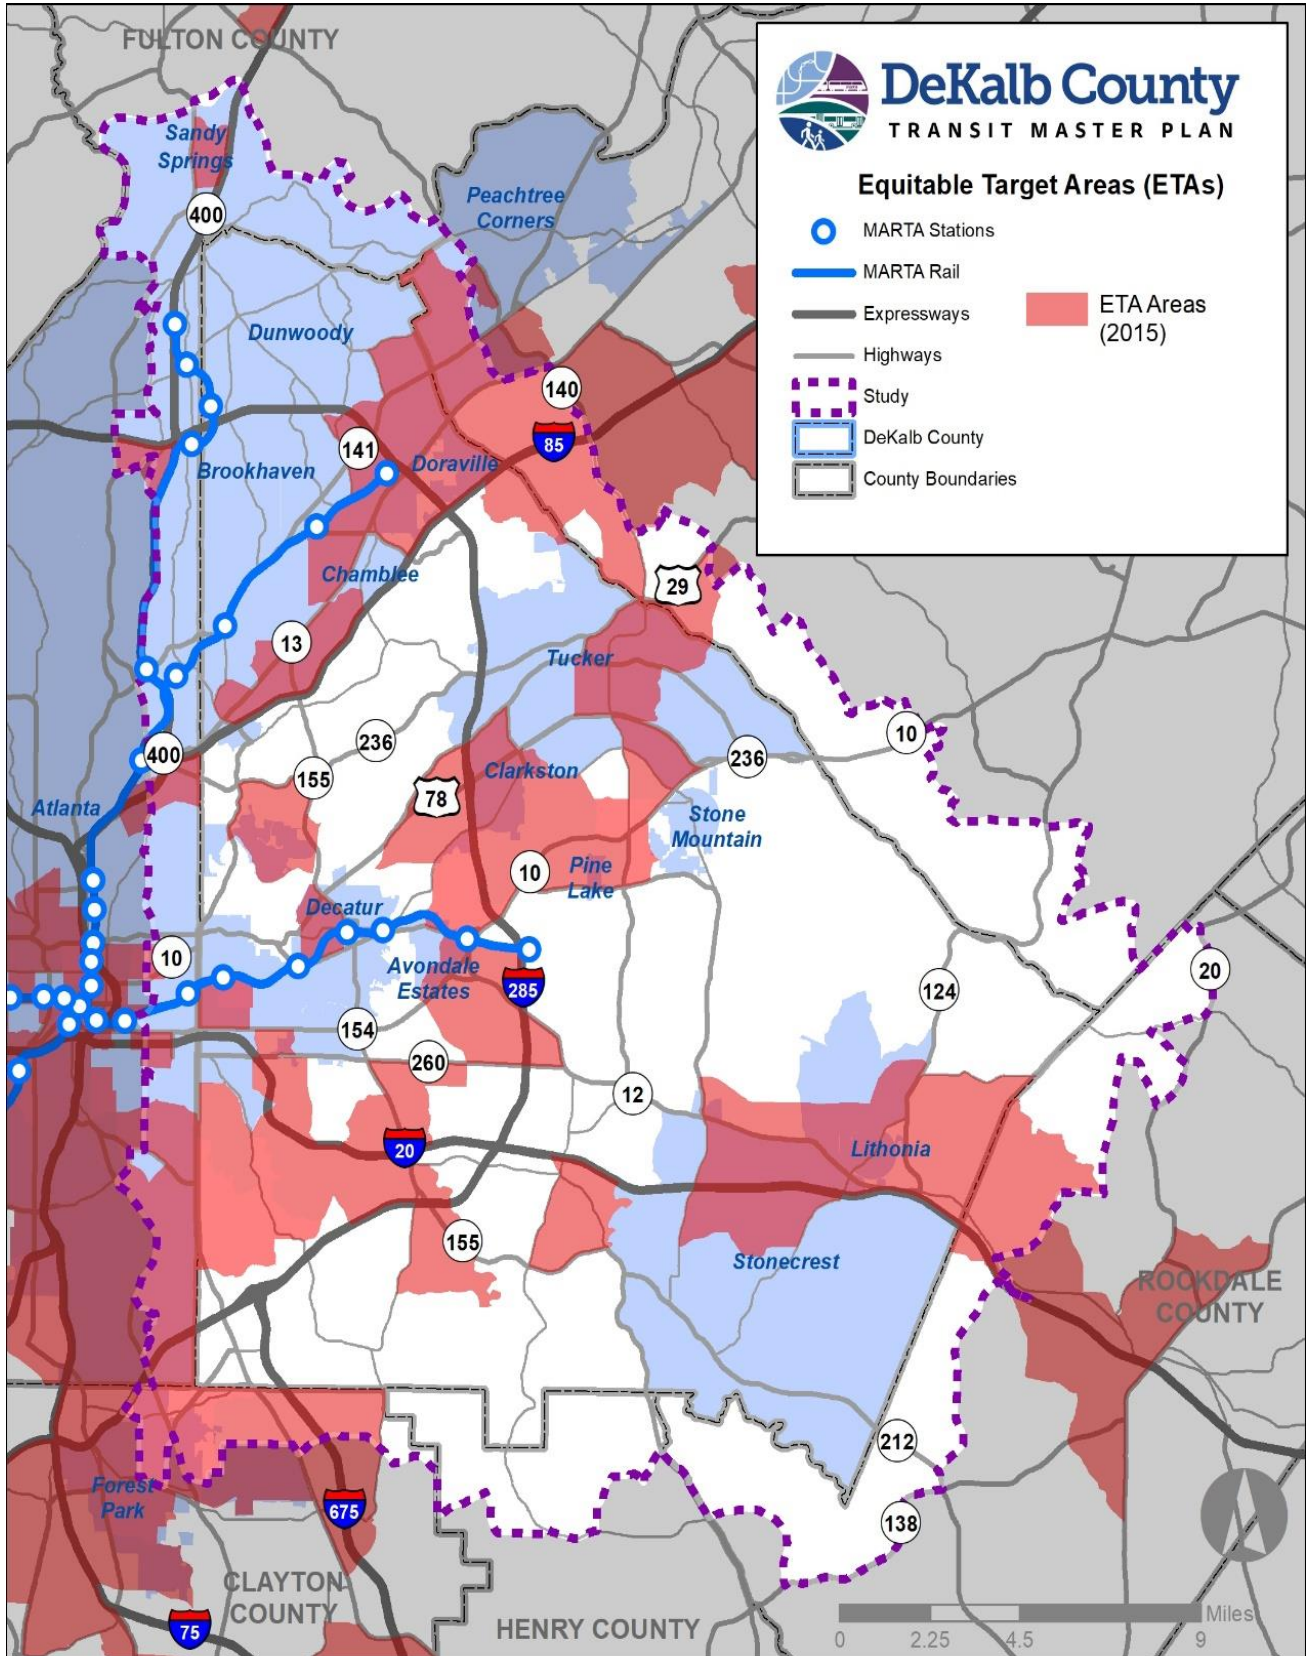 FULTON COUNTY
DeKalb County
TRANSIT MASTER PLAN
Equitable Target Areas (ETAs)
MARTA Stations
MARTA Rail
Expressways
Highways
Study
DeKalb County
County Boundaries
ETA Areas
(2015)
Sandy
Springs
400
Peachtree
Corners
Dunwoody
140
85
141
Doraville
Brookhaven
Chamblee
29
13
Tucker
10
236
236
400
155
Clarkston
78
Atlanta
Stone
Mountain
10
Pine
Lake
Decatur
10
Avondale
Estates
20
285
124
154
260
12
20
Lithonia
155
Stonecrest
ROCKDALE
COUNTY
212
Forest
Park
675
138
CLAYTON
COUNTY
75
HENRY COUNTY
Miles
0
2.25
4.5
9